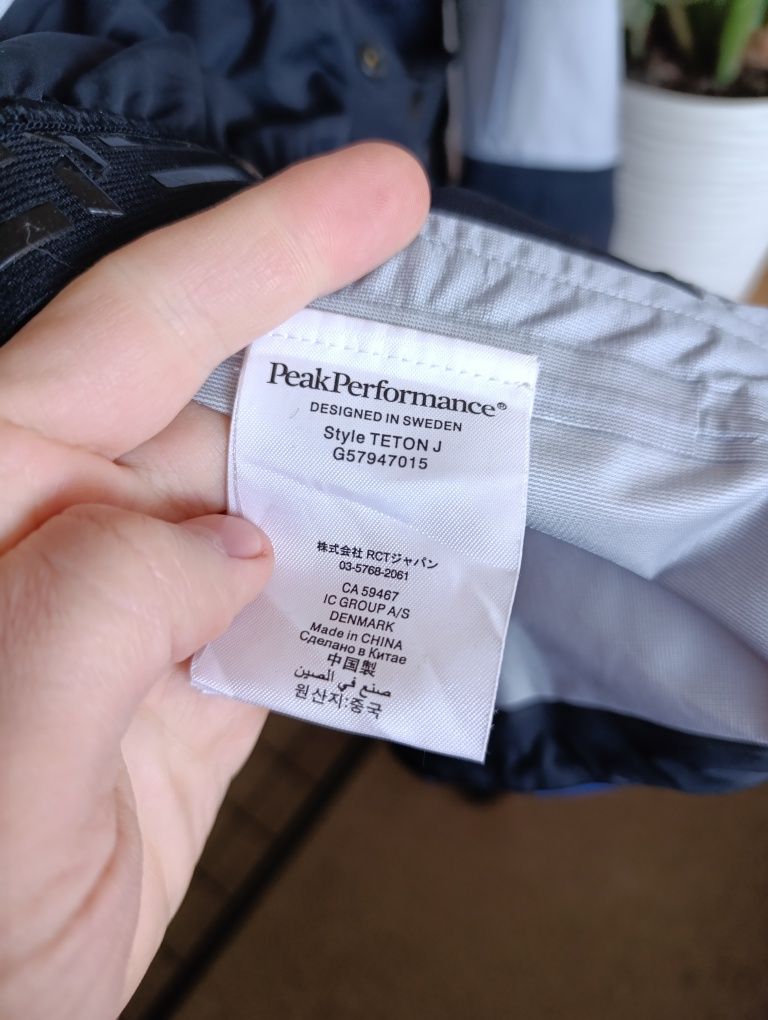 PeakPerformance®
DESIGNED IN SWEDEN
Style TETON J
G57947015
株式会社 RCTジャパン
03-5768-2061
CA 59467
IC GROUP A/S
DENMARK
Made in CHINA
Сделано в Китае
中国製
صنع في الصين
원산지:중국